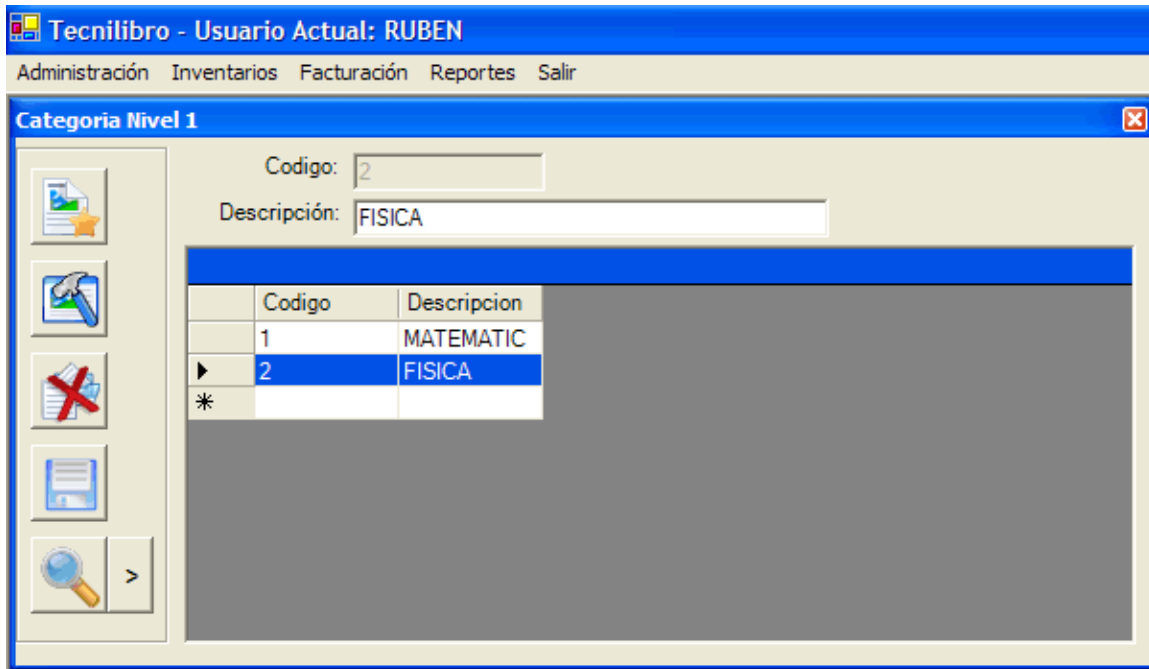 Tecnilibro - Usuario Actual: RUBEN
Administración Inventarios Facturación Reportes Salir
Categoria Nivel 1
Codigo: 2
Descripción: FISICA
Codigo Descripcion
1 MATEMATIC
2 FISICA
*
>